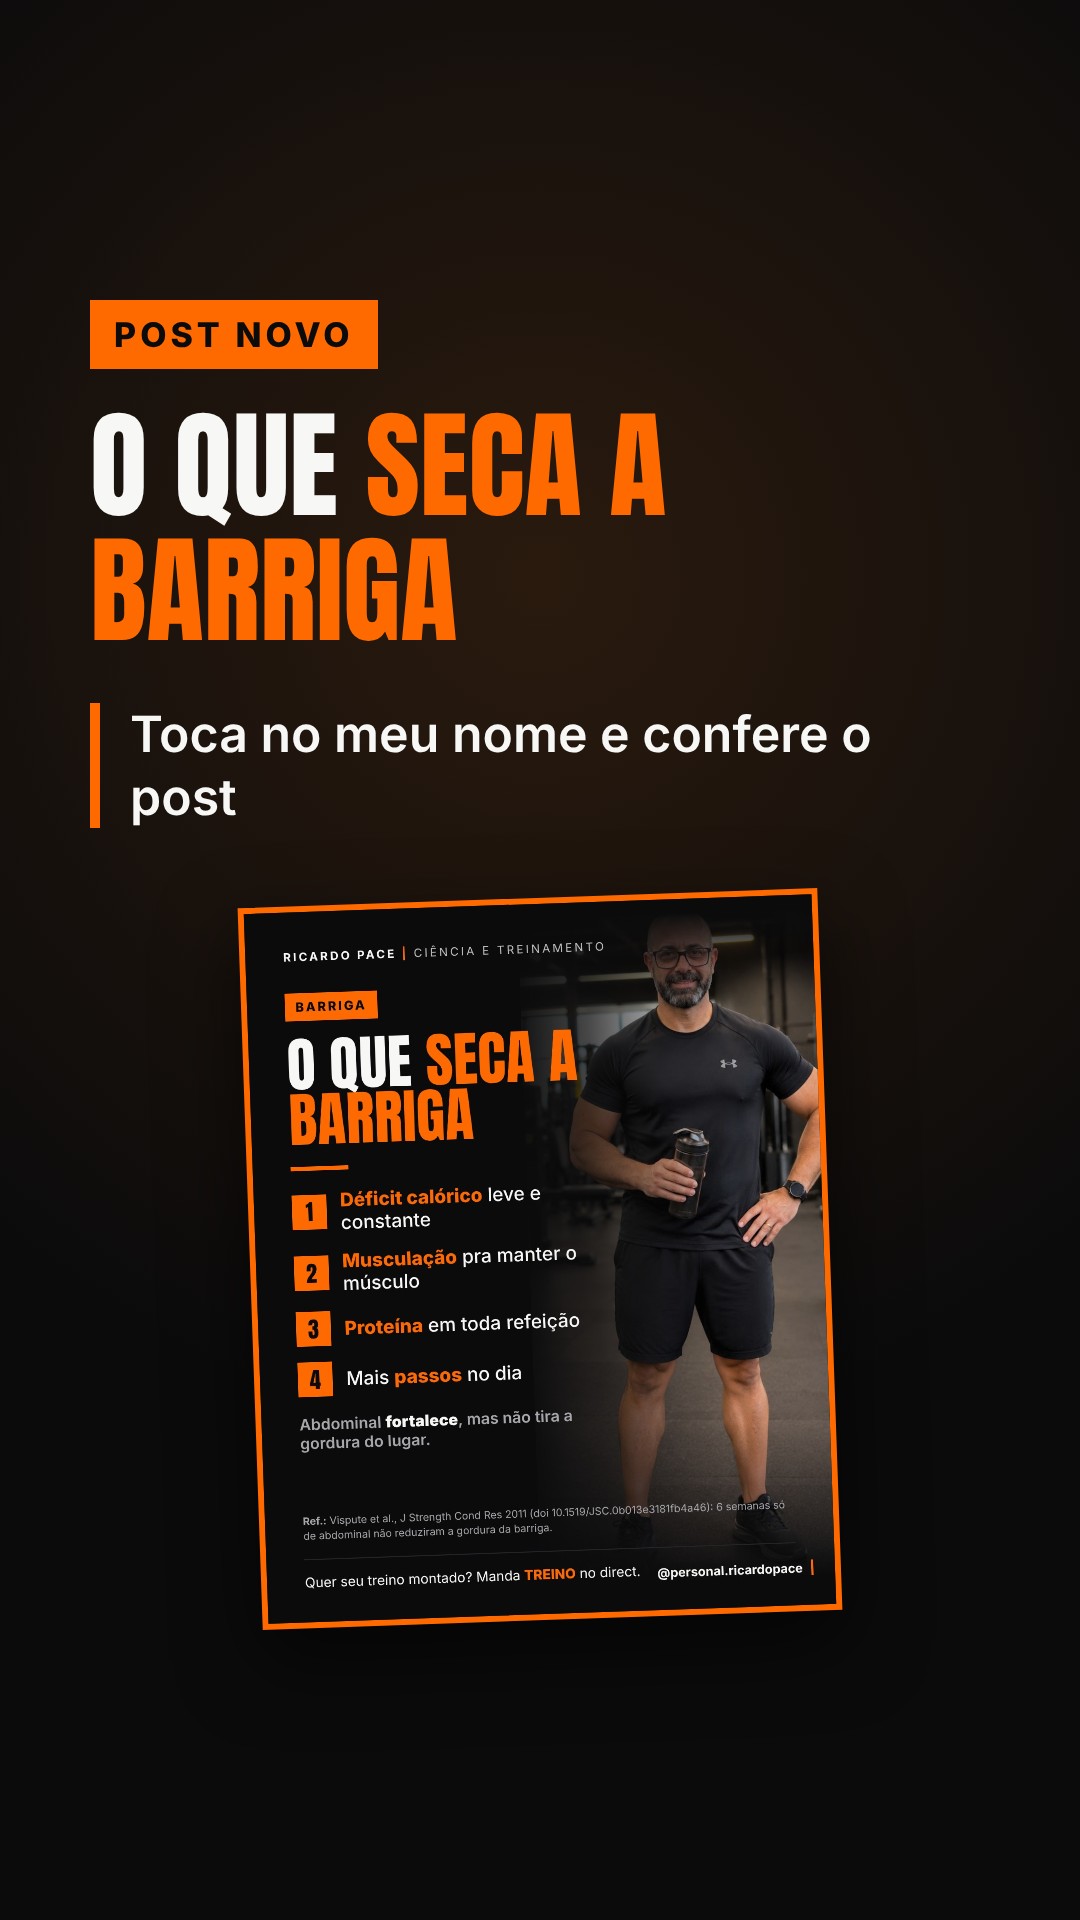 POST NOVO
O QUE SECA A
BARRIGA
Toca no meu nome e confere o
post
RICARDO PACE | CIÊNCIA E TREINAMENTO
BARRIGA
O QUE SECA A
BARRIGA
1 Déficit calórico leve e
constante
2 Musculação pra manter o
músculo
3 Proteína em toda refeição
4 Mais passos no dia
Abdominal fortalece, mas não tira a
gordura do lugar.
Ref.: Vispute et al., J Strength Cond Res 2011 (doi 10.1519/JSC.0b013e3181fb4a46): 6 semanas só
de abdominal não reduziram a gordura da barriga.
Quer seu treino montado? Manda TREINO no direct. @personal.ricardopace